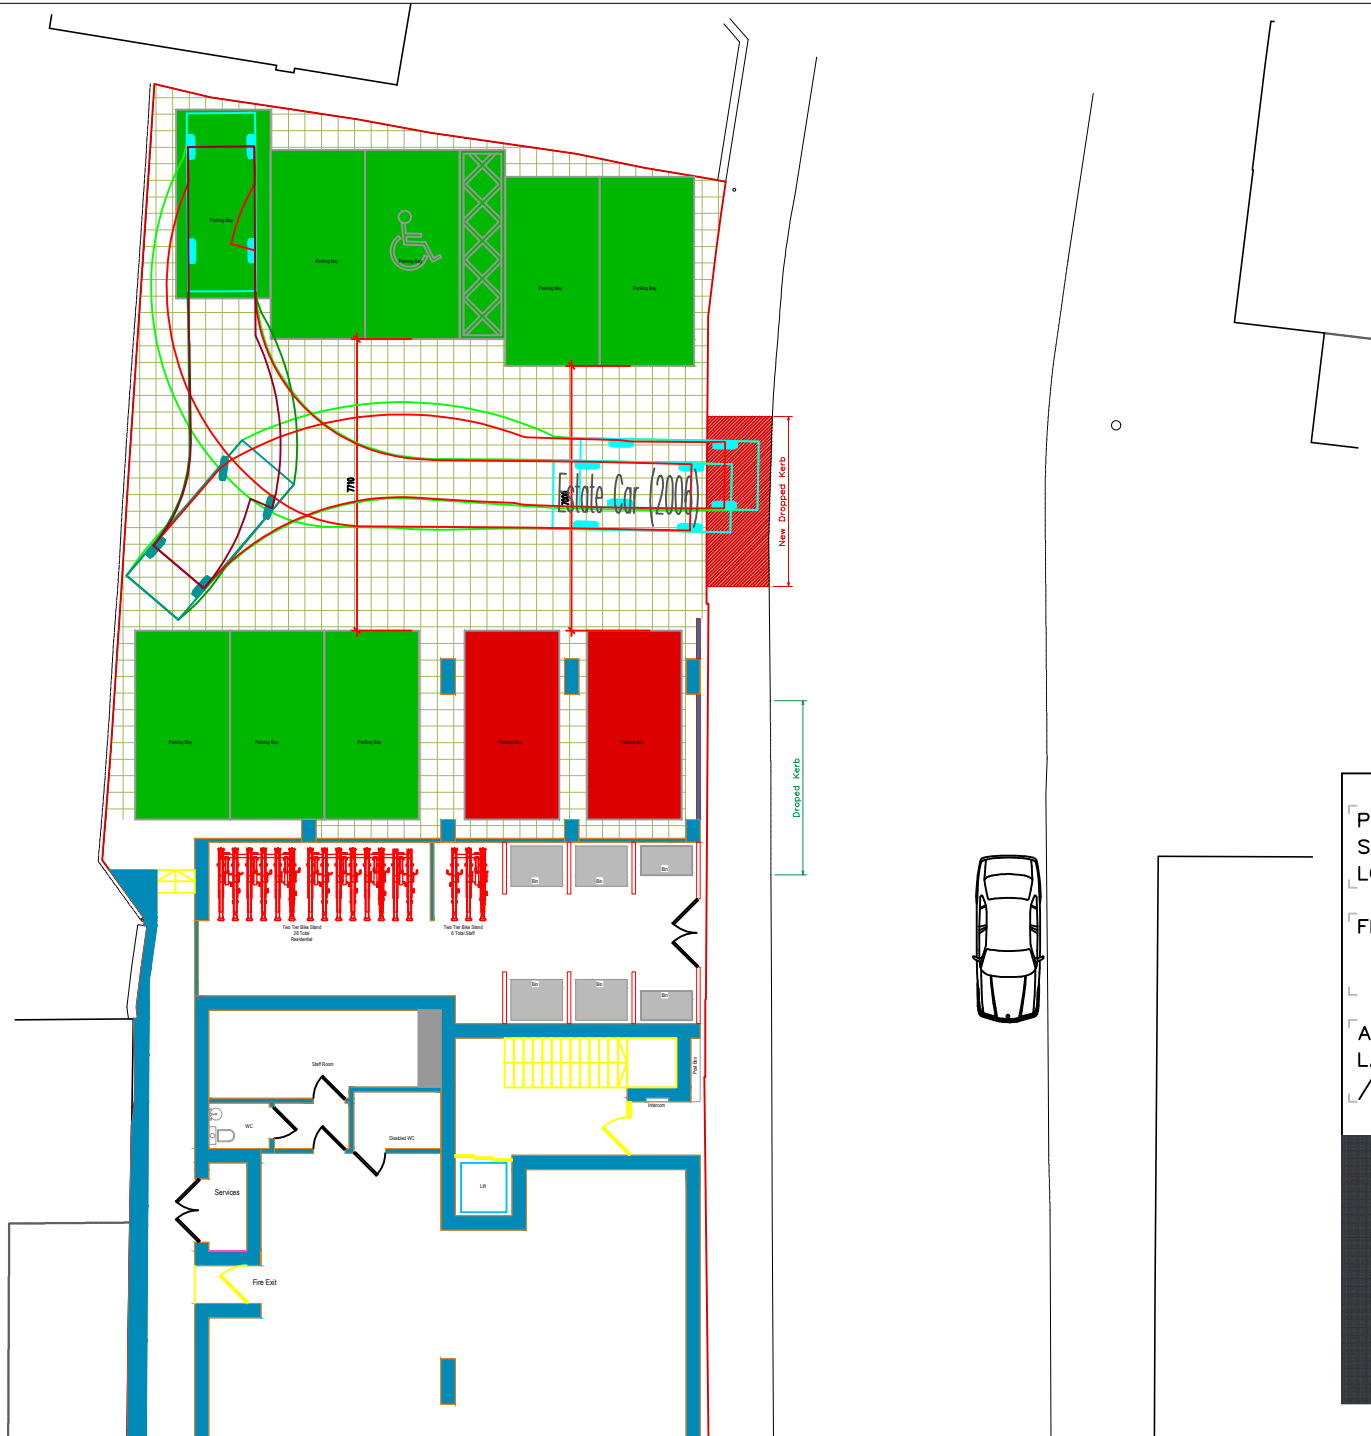 Parking Bay
Parking Bay
Parking Bay
Parking Bay
Parking Bay
7710
Estate Car (2006)
New Dropped Kerb
Parking Bay
Parking Bay
Parking Bay
Parking Bay
Parking Bay
Droped Kerb
Two Tier Bike Stand
28 Total
Residential
Two Tier Bike Stand
6 Total Staff
Bin
Bin
Bin
Bin
Bin
Bin
Staff Room
WC
Disabled WC
Post Box
Intercom
Lift
Services
Fire Exit
P
S
A